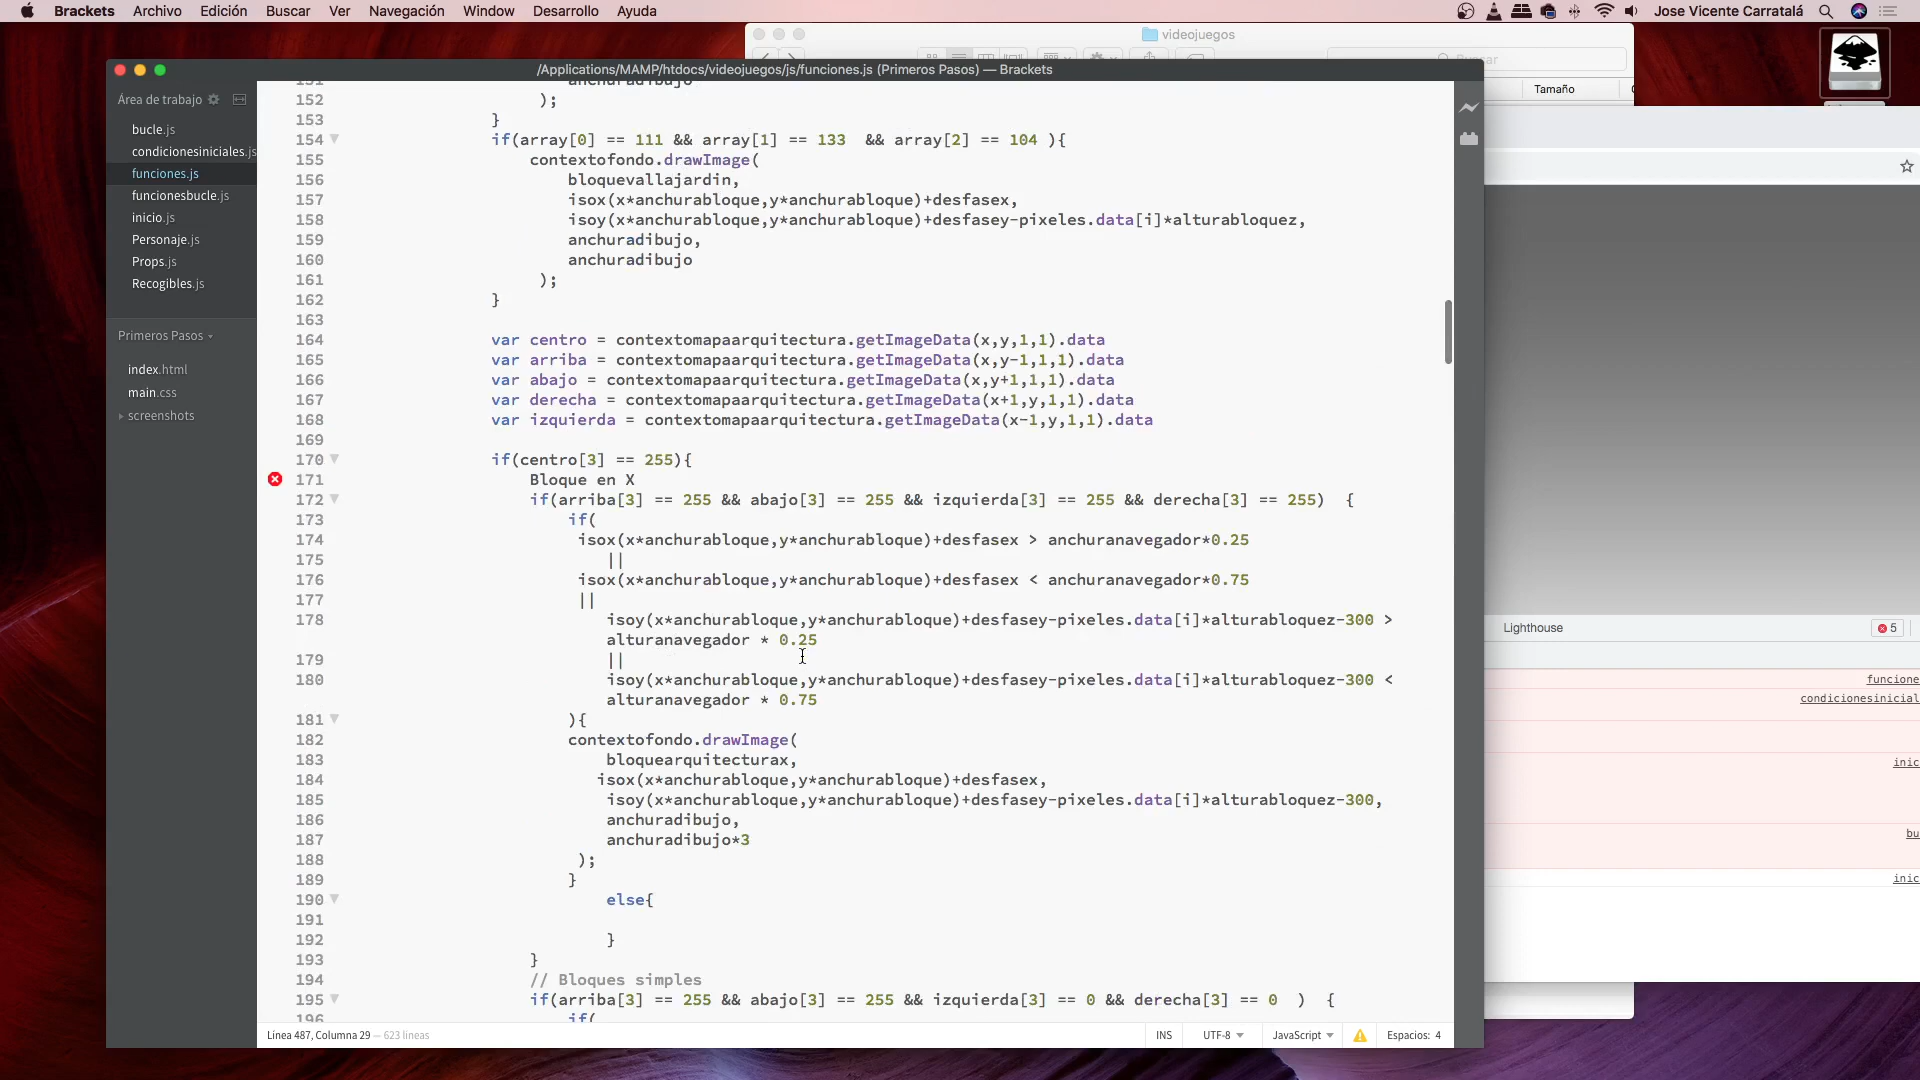 Brackets Archivo Edición Buscar Ver Navegación Window Desarrollo Ayuda
Jose Vicente Carratalá
videojuegos
Buscar
Tamaño
/Applications/MAMP/htdocs/videojuegos/js/funciones.js (Primeros Pasos) — Brackets
Área de trabajo
bucle.js
condicionesiniciales.js
funciones.js
funcionesbucle.js
inicio.js
Personaje.js
Props.js
Recogibles.js
Primeros Pasos
index.html
main.css
screenshots
151 anchuradibujo
152 );
153 }
154 if(array[0] == 111 && array[1] == 133  && array[2] == 104 ){
155 contextofondo.drawImage(
156 bloquevallajardin,
157 isox(x*anchurabloque,y*anchurabloque)+desfasex,
158 isoy(x*anchurabloque,y*anchurabloque)+desfasey-pixeles.data[i]*alturabloquez,
159 anchuradibujo,
160 anchuradibujo
161 );
162 }
163
164 var centro = contextomapaarquitectura.getImageData(x,y,1,1).data
165 var arriba = contextomapaarquitectura.getImageData(x,y-1,1,1).data
166 var abajo = contextomapaarquitectura.getImageData(x,y+1,1,1).data
167 var derecha = contextomapaarquitectura.getImageData(x+1,y,1,1).data
168 var izquierda = contextomapaarquitectura.getImageData(x-1,y,1,1).data
169
170 if(centro[3] == 255){
171 Bloque en X
172 if(arriba[3] == 255 && abajo[3] == 255 && izquierda[3] == 255 && derecha[3] == 255)  {
173 if(
174 isox(x*anchurabloque,y*anchurabloque)+desfasex > anchuranavegador*0.25
175 ||
176 isox(x*anchurabloque,y*anchurabloque)+desfasex < anchuranavegador*0.75
177 ||
178 isoy(x*anchurabloque,y*anchurabloque)+desfasey-pixeles.data[i]*alturabloquez-300 >
alturanavegador * 0.25
179 ||
180 isoy(x*anchurabloque,y*anchurabloque)+desfasey-pixeles.data[i]*alturabloquez-300 <
alturanavegador * 0.75
181 ){
182 contextofondo.drawImage(
183 bloquearquitecturax,
184 isox(x*anchurabloque,y*anchurabloque)+desfasex,
185 isoy(x*anchurabloque,y*anchurabloque)+desfasey-pixeles.data[i]*alturabloquez-300,
186 anchuradibujo,
187 anchuradibujo*3
188 );
189 }
190 else{
191
192 }
193 }
194 // Bloques simples
195 if(arriba[3] == 255 && abajo[3] == 255 && izquierda[3] == 0 && derecha[3] == 0  )  {
196 if(
Línea 487, Columna 29 — 623 líneas
INS UTF-8 JavaScript Espacios: 4
Lighthouse
5
funcione
condicionesinicial
inic
bu
inic